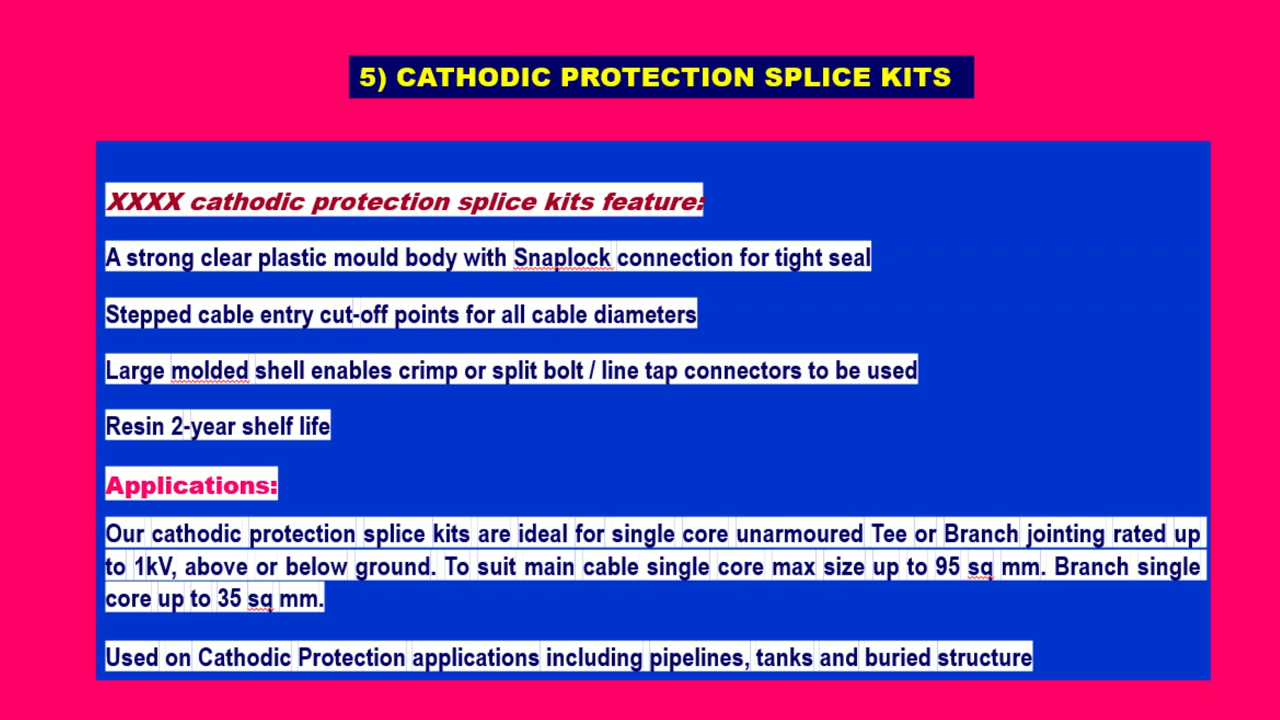 5) CATHODIC PROTECTION SPLICE KITS
XXXX cathodic protection splice kits feature:
A strong clear plastic mould body with Snaplock connection for tight seal
Stepped cable entry cut-off points for all cable diameters
Large molded shell enables crimp or split bolt / line tap connectors to be used
Resin 2-year shelf life
Applications:
Our cathodic protection splice kits are ideal for single core unarmoured Tee or Branch jointing rated up
to 1kV, above or below ground. To suit main cable single core max size up to 95 sq mm. Branch single
core up to 35 sq mm.
Used on Cathodic Protection applications including pipelines, tanks and buried structure